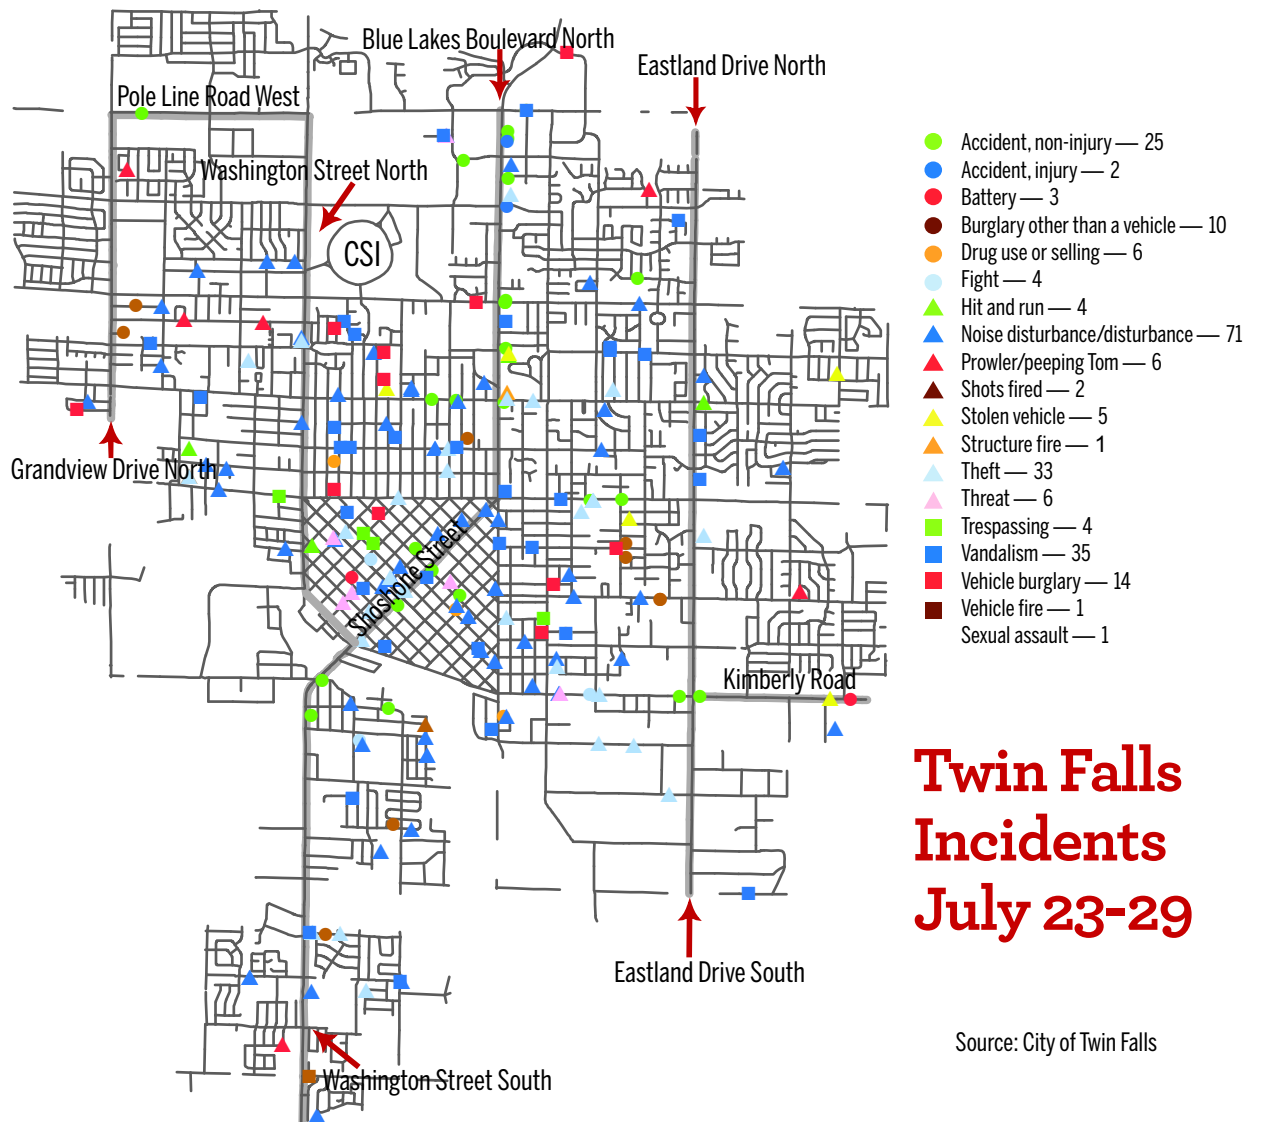 Blue Lakes Boulevard North
Eastland Drive North
Pole Line Road West
Washington Street North
CSI
Grandview Drive North
Shoshone Street
Kimberly Road
Eastland Drive South
Washington Street South
Accident, non-injury — 25
Accident, injury — 2
Battery — 3
Burglary other than a vehicle — 10
Drug use or selling — 6
Fight — 4
Hit and run — 4
Noise disturbance/disturbance — 71
Prowler/peeping Tom — 6
Shots fired — 2
Stolen vehicle — 5
Structure fire — 1
Theft — 33
Threat — 6
Trespassing — 4
Vandalism — 35
Vehicle burglary — 14
Vehicle fire — 1
Sexual assault — 1
Twin Falls
Incidents
July 23-29
Source: City of Twin Falls